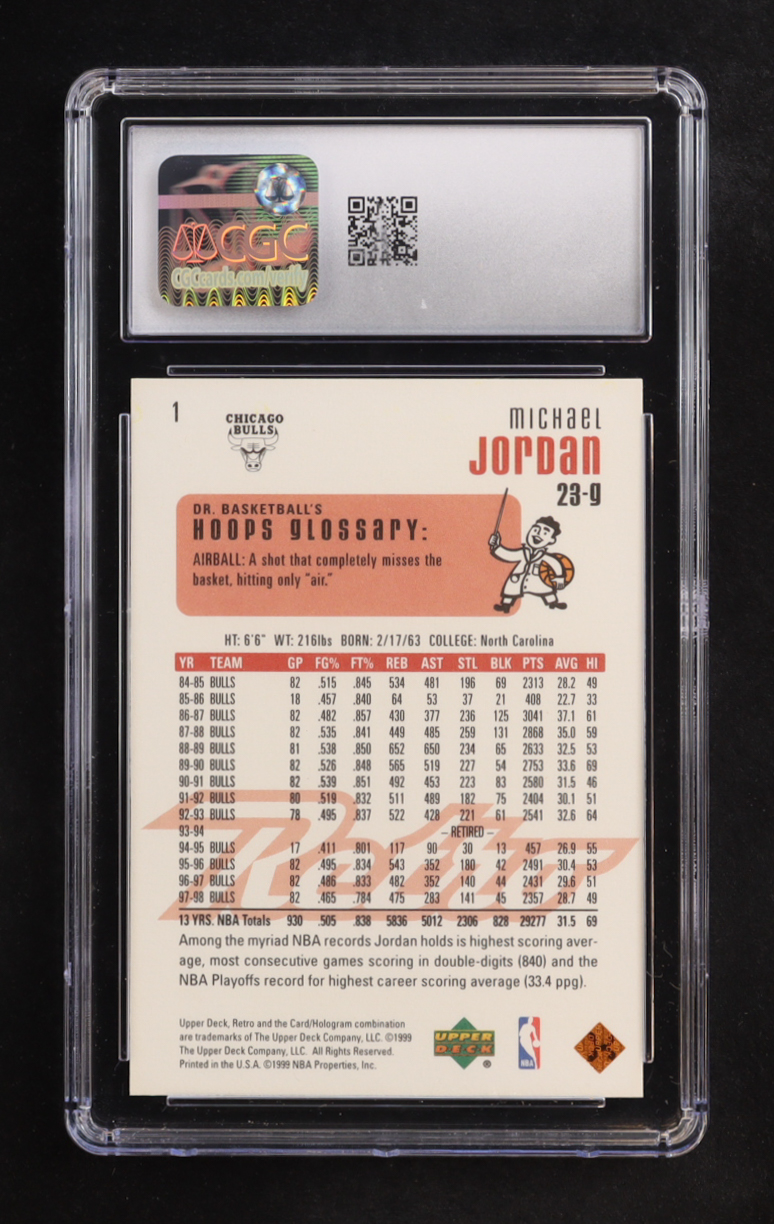 CGC
CGCcards.com/verify
1
CHICAGO
BULLS
MICHAEL
JORDAN
23-g
DR. BASKETBALL'S
HOOPS GLOSSARY:
AIRBALL: A shot that completely misses the
basket, hitting only "air."
HT: 6'6" WT: 216lbs BORN: 2/17/63 COLLEGE: North Carolina
YR TEAM GP FG% FT% REB AST STL BLK PTS AVG HI
84-85 BULLS 82 .515 .845 534 481 196 69 2313 28.2 49
85-86 BULLS 18 .457 .840 64 53 37 21 408 22.7 33
86-87 BULLS 82 .482 .857 430 377 236 125 3041 37.1 61
87-88 BULLS 82 .535 .841 449 485 259 131 2868 35.0 59
88-89 BULLS 81 .538 .850 652 650 234 65 2633 32.5 53
89-90 BULLS 82 .526 .848 565 519 227 54 2753 33.6 69
90-91 BULLS 82 .539 .851 492 453 223 83 2580 31.5 46
91-92 BULLS 80 .519 .832 511 489 182 75 2404 30.1 51
92-93 BULLS 78 .495 .837 522 428 221 61 2541 32.6 64
93-94 – RETIRED –
94-95 BULLS 17 .411 .801 117 90 30 13 457 26.9 55
95-96 BULLS 82 .495 .834 543 352 180 42 2491 30.4 53
96-97 BULLS 82 .486 .833 482 352 140 44 2431 29.6 51
97-98 BULLS 82 .465 .784 475 283 141 45 2357 28.7 49
13 YRS. NBA Totals 930 .505 .838 5836 5012 2306 828 29277 31.5 69
Retro
Among the myriad NBA records Jordan holds is highest scoring aver-
age, most consecutive games scoring in double-digits (840) and the
NBA Playoffs record for highest career scoring average (33.4 ppg).
Upper Deck, Retro and the Card/Hologram combination
are trademarks of The Upper Deck Company, LLC. ©1999
The Upper Deck Company, LLC. All Rights Reserved.
Printed in the U.S.A. ©1999 NBA Properties, Inc.
UPPER
DECK
®
NBA